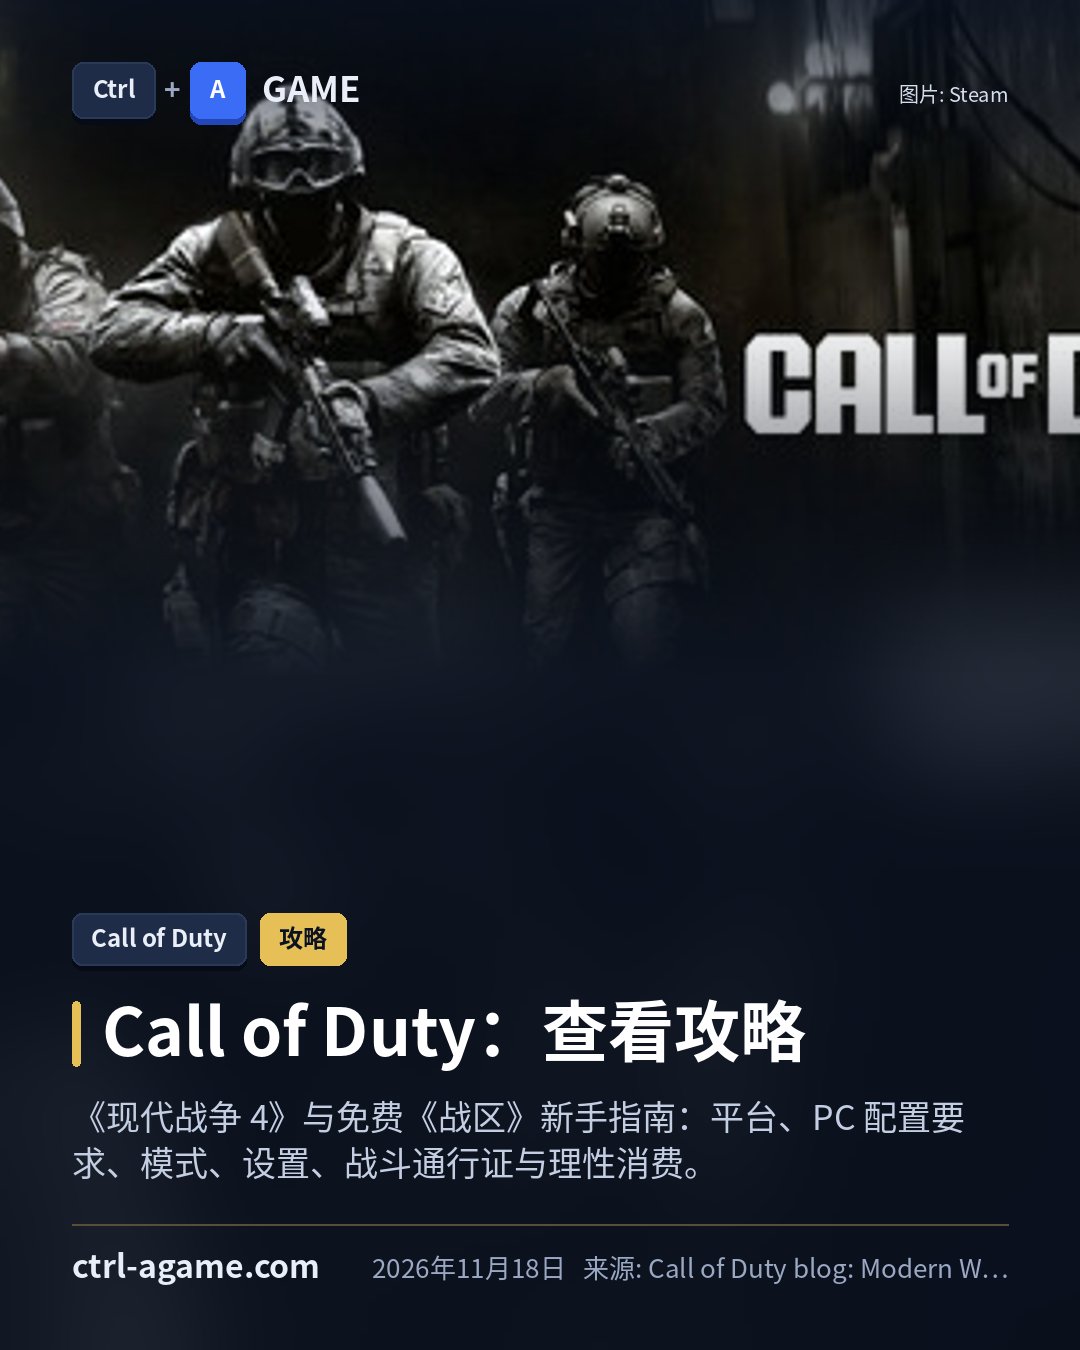 Ctrl + A GAME
图片: Steam
CALL OF D
Call of Duty 攻略
Call of Duty：查看攻略
《现代战争 4》与免费《战区》新手指南：平台、PC 配置要
求、模式、设置、战斗通行证与理性消费。
ctrl-agame.com 2026年11月18日 来源: Call of Duty blog: Modern W…